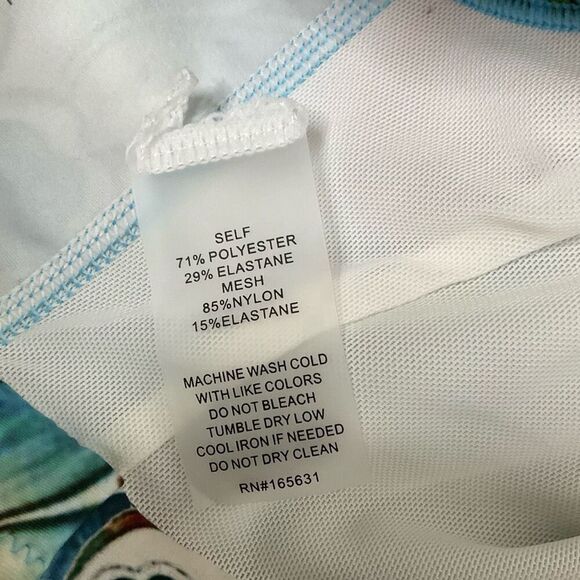 SELF
71% POLYESTER
29% ELASTANE
MESH
85%NYLON
15%ELASTANE
MACHINE WASH COLD
WITH LIKE COLORS
DO NOT BLEACH
TUMBLE DRY LOW
COOL IRON IF NEEDED
DO NOT DRY CLEAN
RN#165631